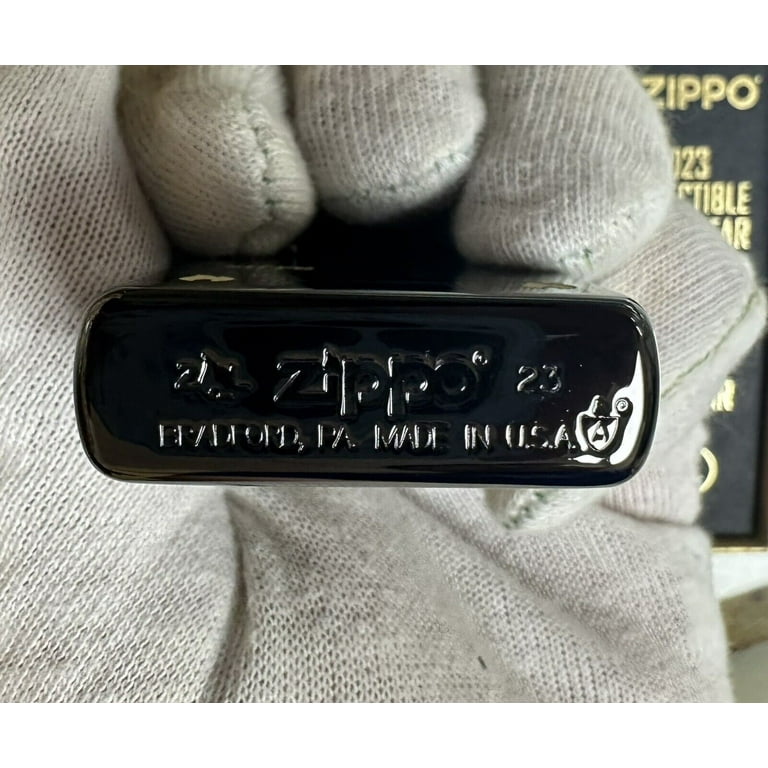 Z Zippo 23
BRADFORD, PA. MADE IN U.S.A.
A
ZIPPO